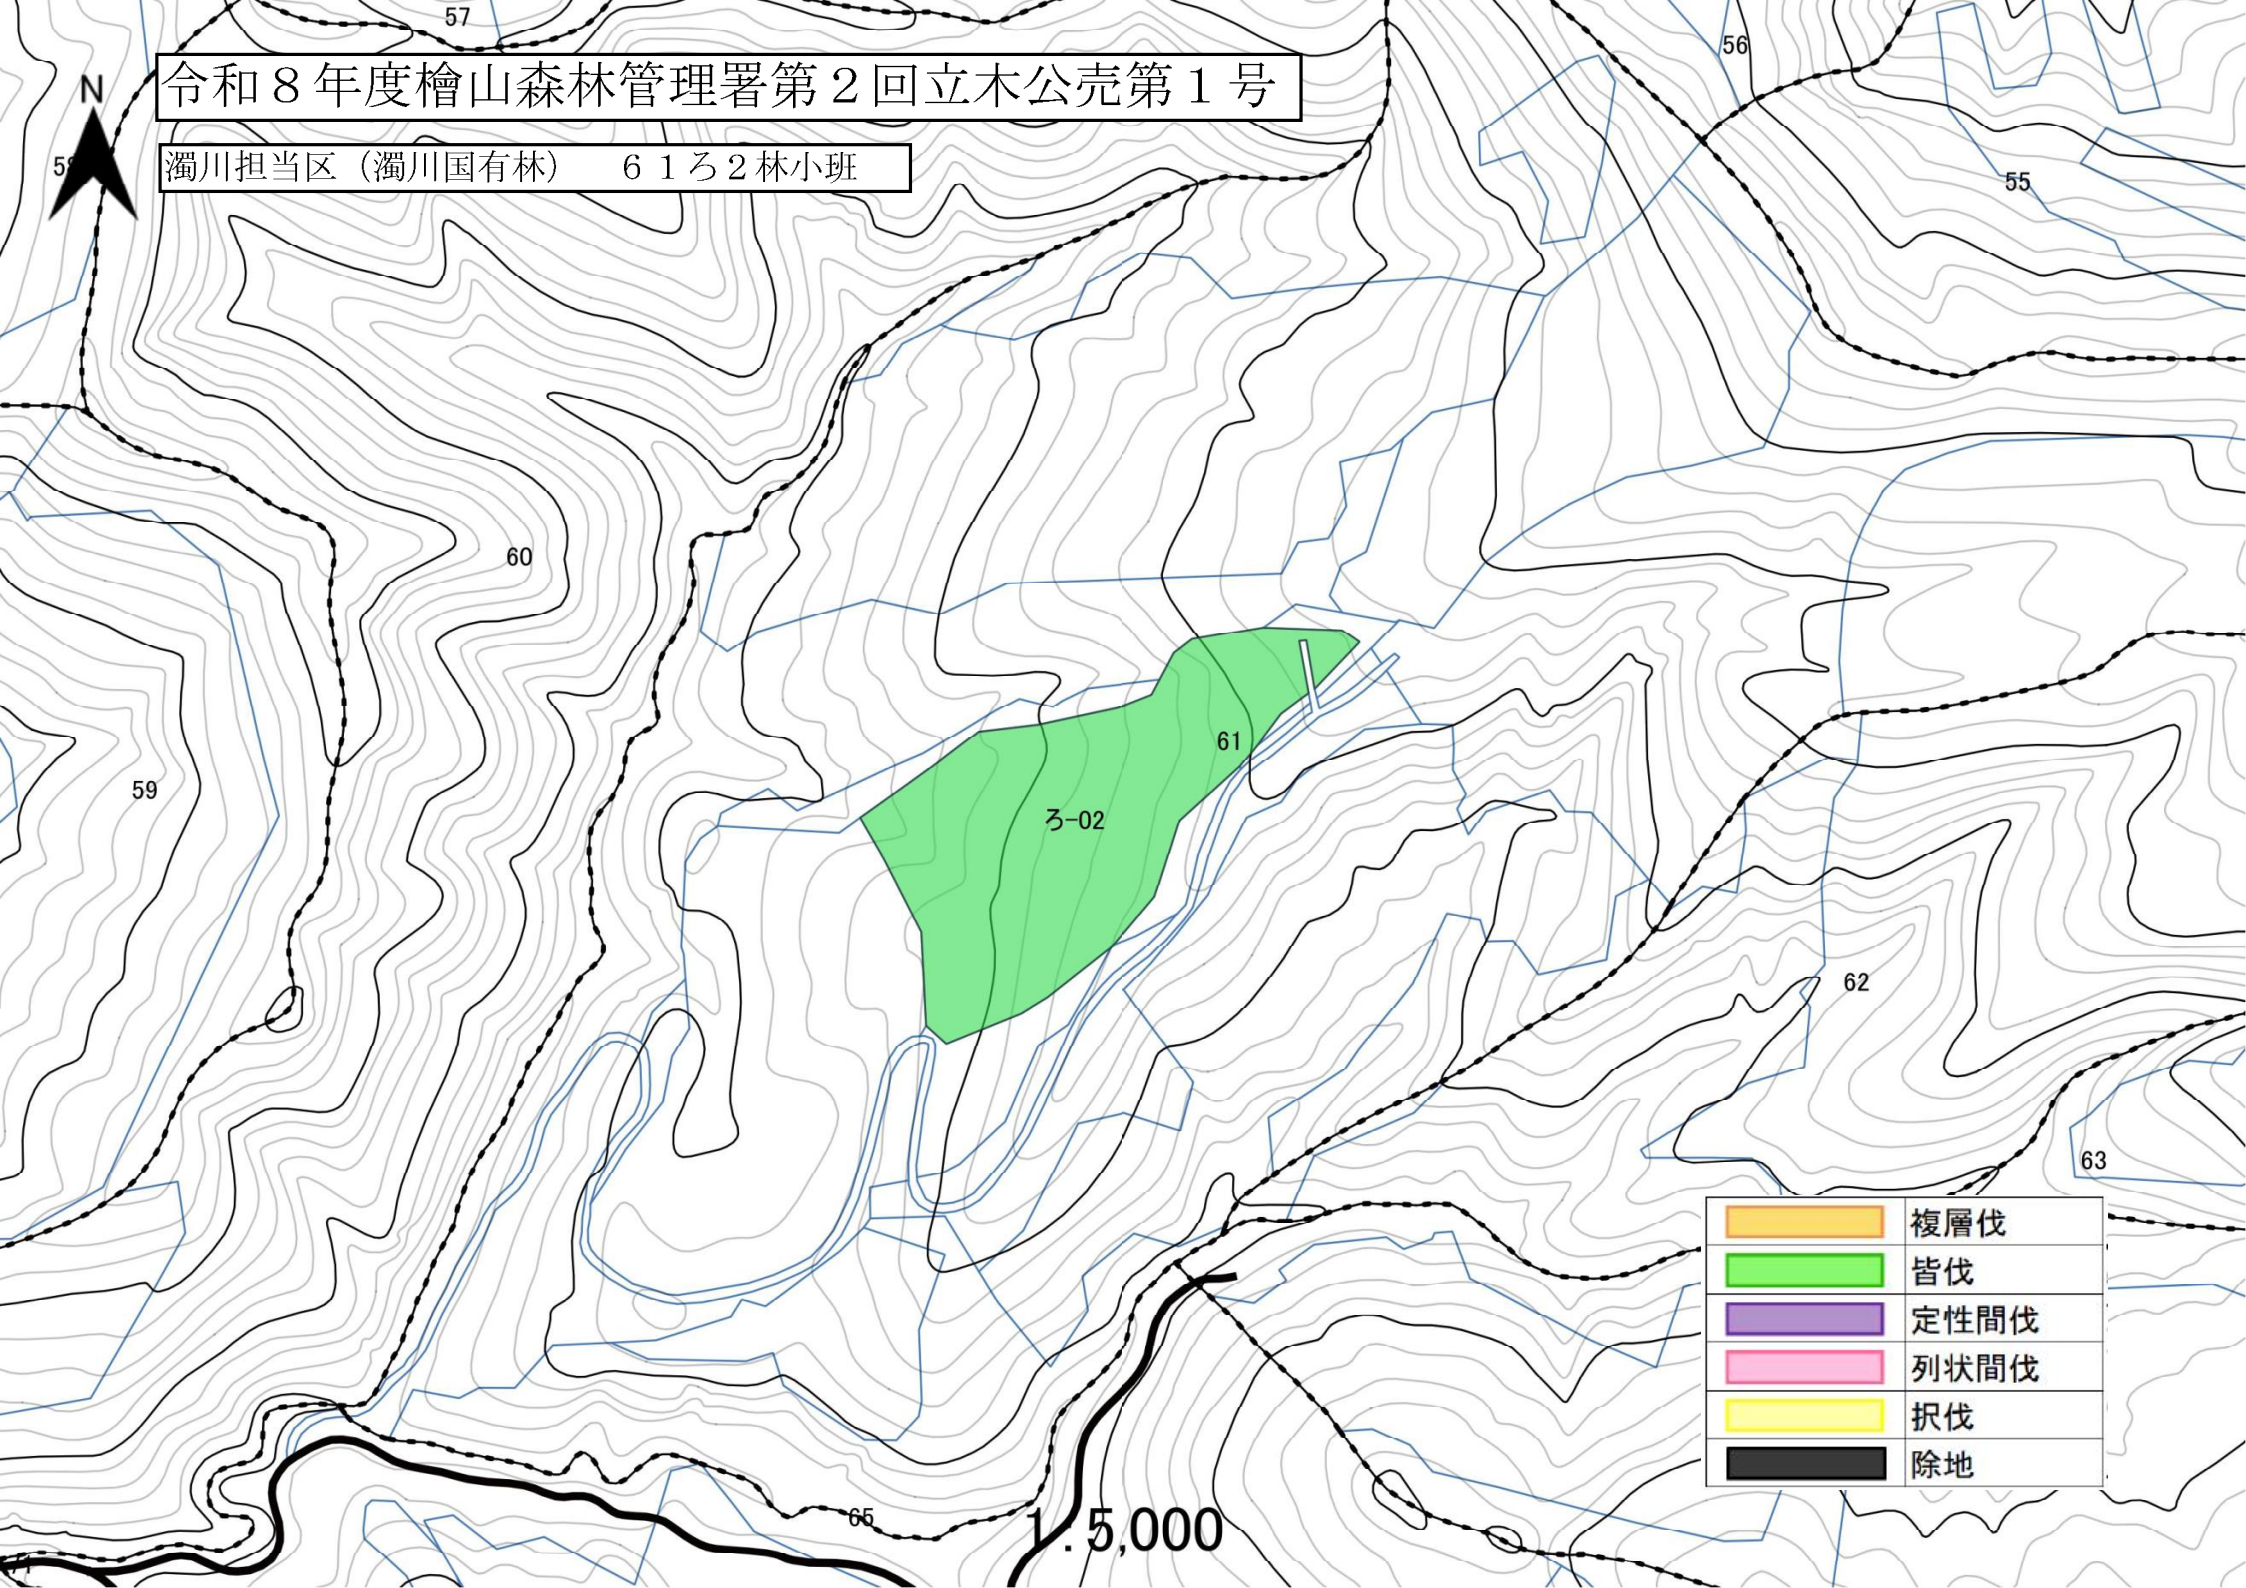 57
56
令和８年度檜山森林管理署第２回立木公売第１号
N
濁川担当区（濁川国有林）　６１ろ２林小班
55
60
61
59
ろ-02
62
63
複層伐
皆伐
定性間伐
列状間伐
択伐
除地
65
1:5,000